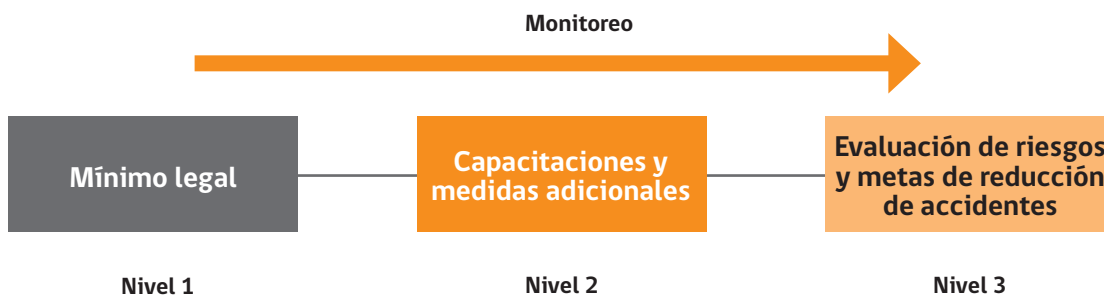 Monitoreo
Mínimo legal
Capacitaciones y
medidas adicionales
Evaluación de riesgos
y metas de reducción
de accidentes
Nivel 1
Nivel 2
Nivel 3